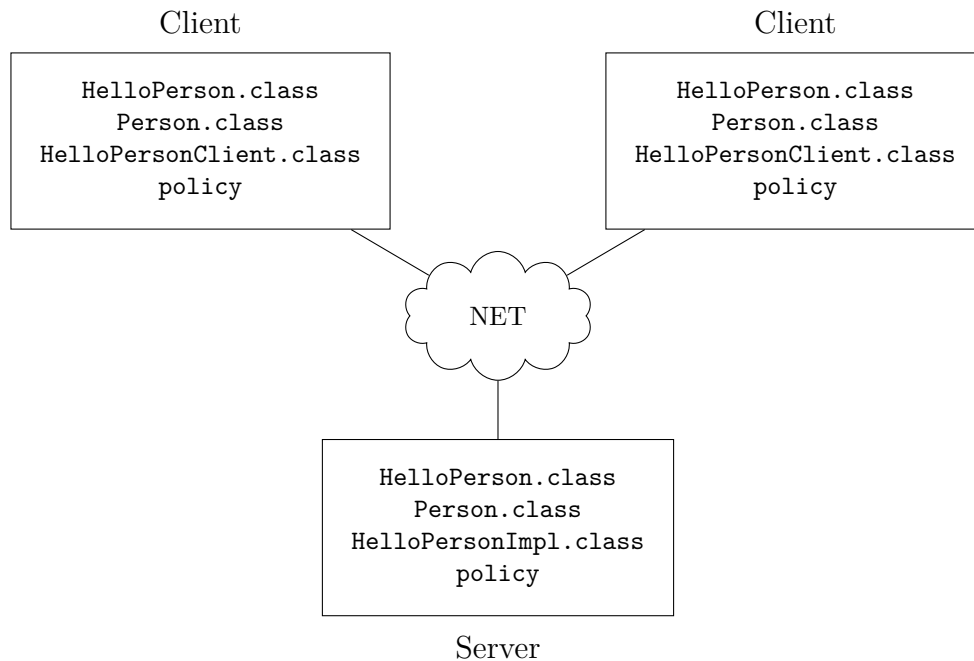 Client
HelloPerson.class
Person.class
HelloPersonClient.class
policy
Client
HelloPerson.class
Person.class
HelloPersonClient.class
policy
NET
HelloPerson.class
Person.class
HelloPersonImpl.class
policy
Server